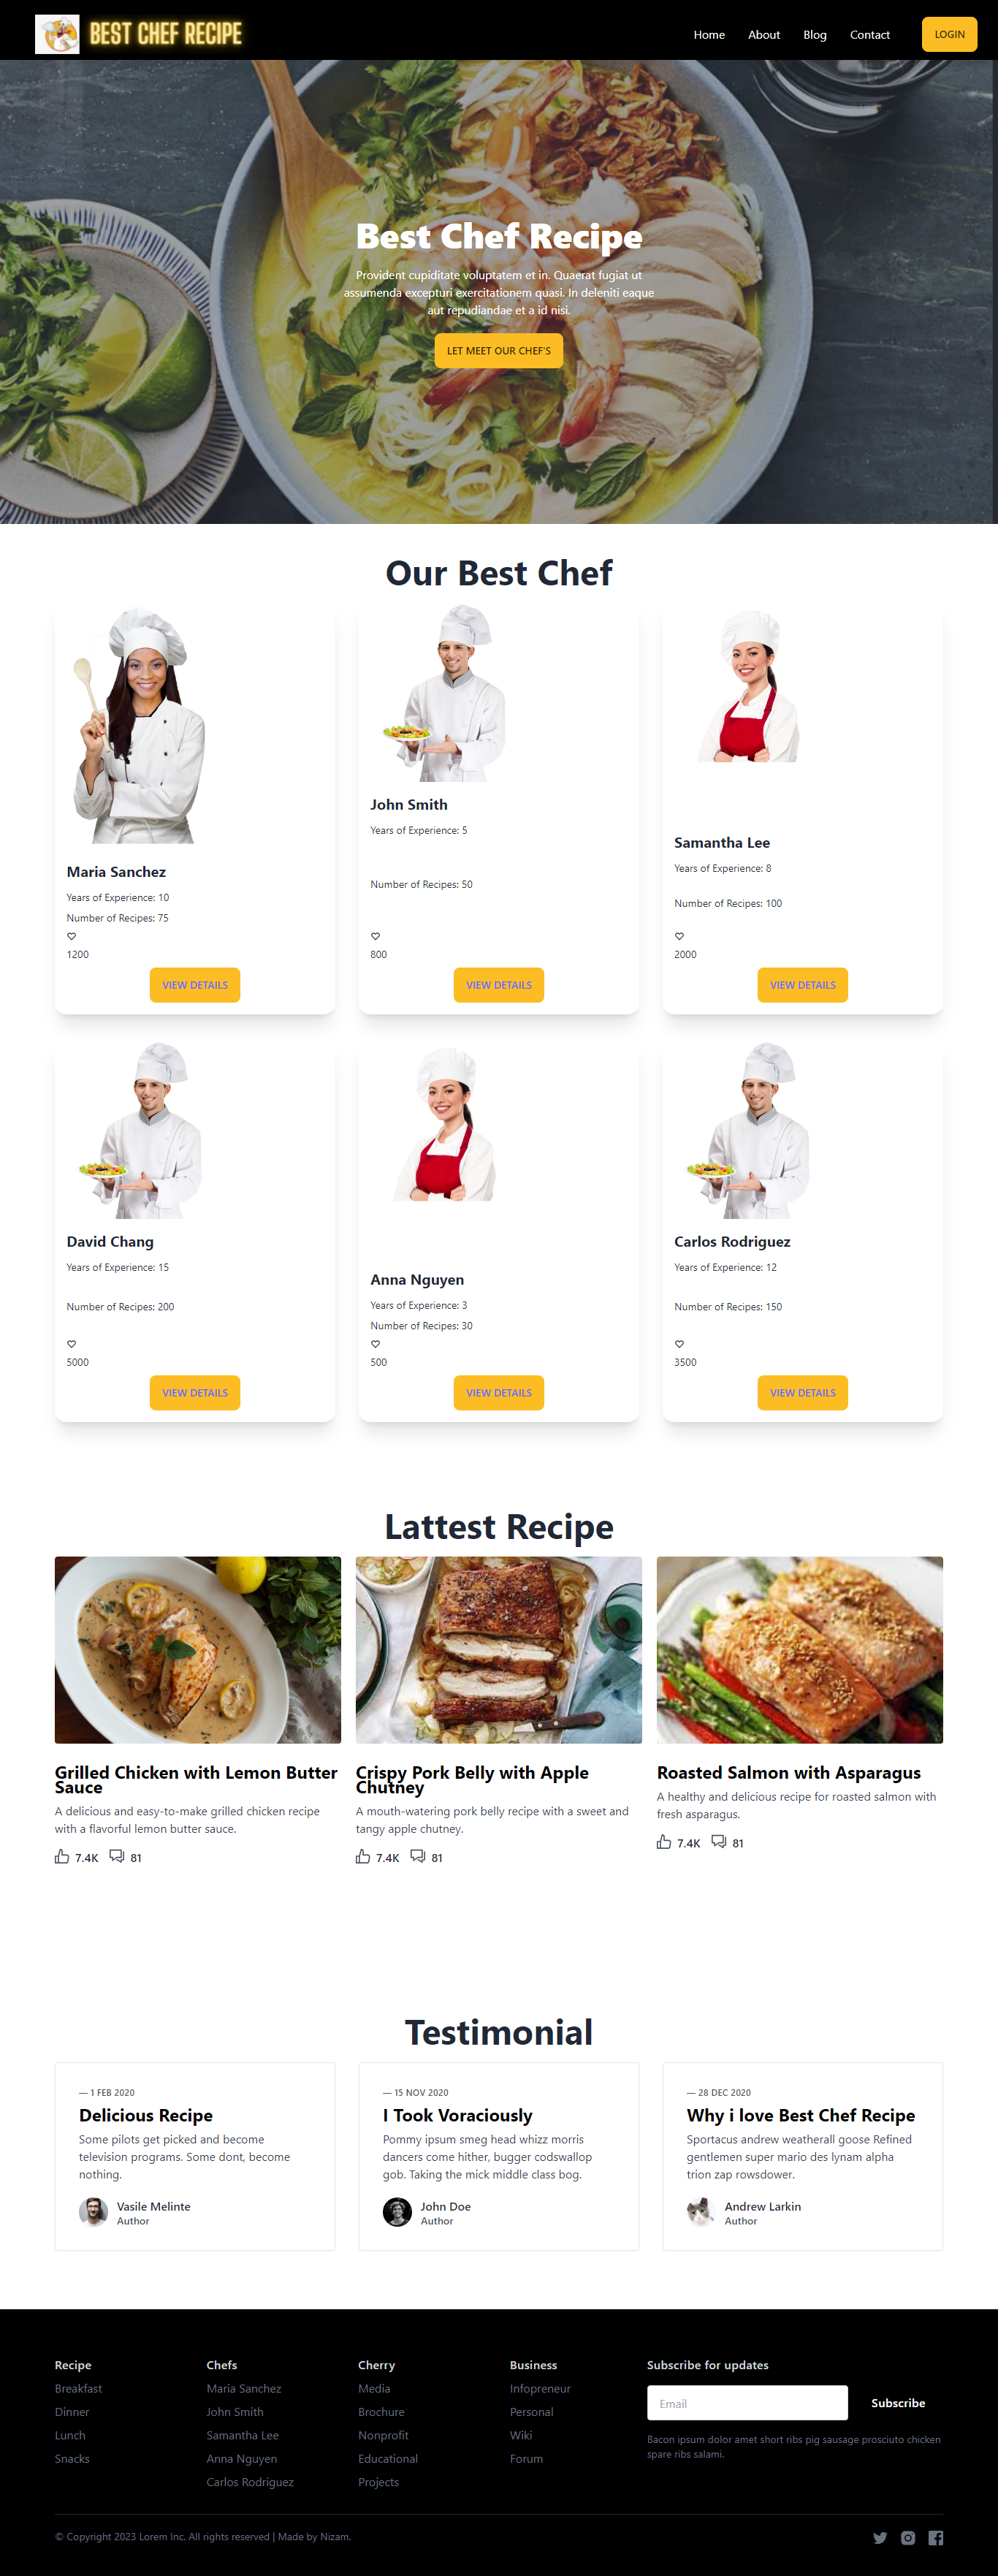 BEST CHEF RECIPE
Home About Blog Contact LOGIN
Best Chef Recipe
Provident cupiditate voluptatem et in. Quaerat fugiat ut
assumenda excepturi exercitationem quasi. In deleniti eaque
aut repudiandae et a id nisi.
LET MEET OUR CHEF'S
Our Best Chef
Maria Sanchez
Years of Experience: 10
Number of Recipes: 75
1200
VIEW DETAILS
John Smith
Years of Experience: 5
Number of Recipes: 50
800
VIEW DETAILS
Samantha Lee
Years of Experience: 8
Number of Recipes: 100
2000
VIEW DETAILS
David Chang
Years of Experience: 15
Number of Recipes: 200
5000
VIEW DETAILS
Anna Nguyen
Years of Experience: 3
Number of Recipes: 30
500
VIEW DETAILS
Carlos Rodriguez
Years of Experience: 12
Number of Recipes: 150
3500
VIEW DETAILS
Lattest Recipe
Grilled Chicken with Lemon Butter
Sauce
A delicious and easy-to-make grilled chicken recipe
with a flavorful lemon butter sauce.
7.4K 81
Crispy Pork Belly with Apple
Chutney
A mouth-watering pork belly recipe with a sweet and
tangy apple chutney.
7.4K 81
Roasted Salmon with Asparagus
A healthy and delicious recipe for roasted salmon with
fresh asparagus.
7.4K 81
Testimonial
— 1 FEB 2020
Delicious Recipe
Some pilots get picked and become
television programs. Some dont, become
nothing.
Vasile Melinte
Author
— 15 NOV 2020
I Took Voraciously
Pommy ipsum smeg head whizz morris
dancers come hither, bugger codswallop
gob. Taking the mick middle class bog.
John Doe
Author
— 28 DEC 2020
Why i love Best Chef Recipe
Sportacus andrew weatherall goose Refined
gentlemen super mario des lynam alpha
trion zap rowsdower.
Andrew Larkin
Author
Recipe
Breakfast
Dinner
Lunch
Snacks
Chefs
Maria Sanchez
John Smith
Samantha Lee
Anna Nguyen
Carlos Rodriguez
Cherry
Media
Brochure
Nonprofit
Educational
Projects
Business
Infopreneur
Personal
Wiki
Forum
Subscribe for updates
Email
Subscribe
Bacon ipsum dolor amet short ribs pig sausage prosciuto chicken
spare ribs salami.
© Copyright 2023 Lorem Inc. All rights reserved | Made by Nizam.